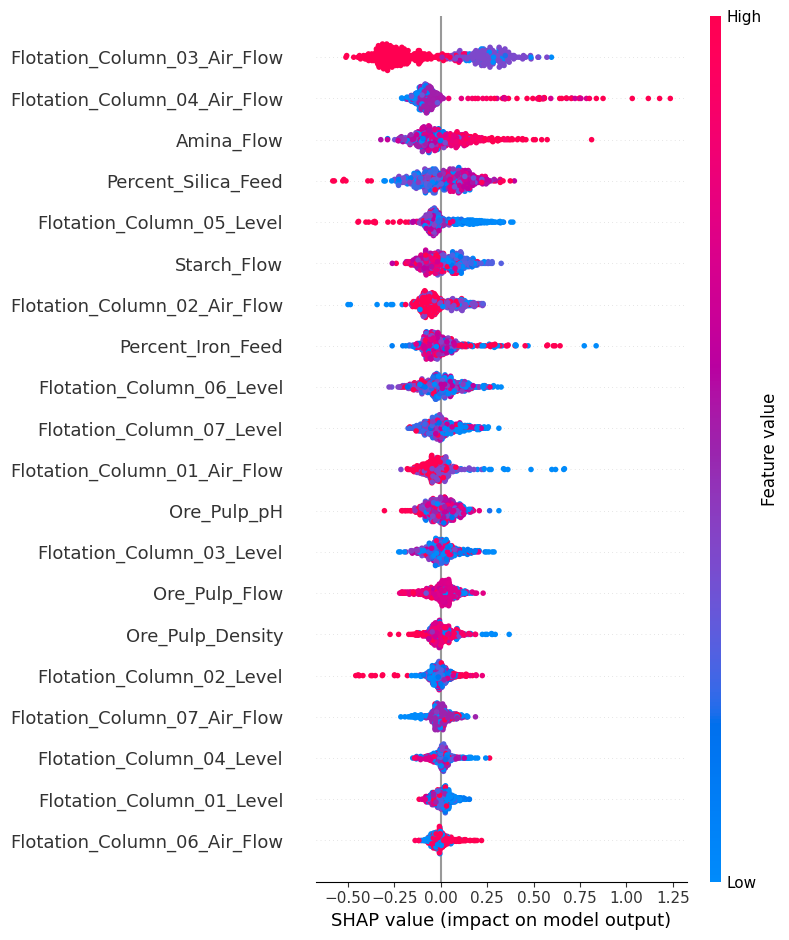 High
Flotation_Column_03_Air_Flow
Flotation_Column_04_Air_Flow
Amina_Flow
Percent_Silica_Feed
Flotation_Column_05_Level
Starch_Flow
Flotation_Column_02_Air_Flow
Percent_Iron_Feed
Flotation_Column_06_Level
Flotation_Column_07_Level
Flotation_Column_01_Air_Flow
Ore_Pulp_pH
Flotation_Column_03_Level
Ore_Pulp_Flow
Ore_Pulp_Density
Flotation_Column_02_Level
Flotation_Column_07_Air_Flow
Flotation_Column_04_Level
Flotation_Column_01_Level
Flotation_Column_06_Air_Flow
Feature value
Low
−0.50 −0.25 0.00 0.25 0.50 0.75 1.00 1.25
SHAP value (impact on model output)